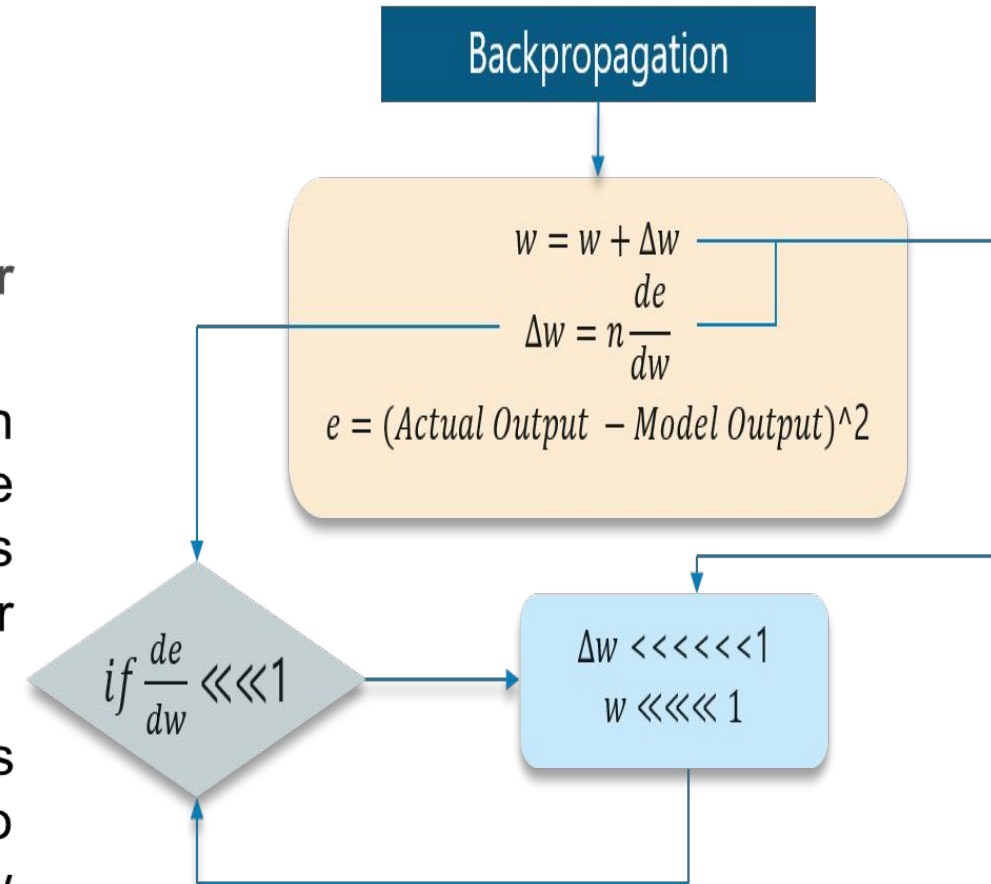 Backpropagation
r
w = w + Δw
Δw = n de/dw
n
e = (Actual Output – Model Output)^2
e
s
r
if de/dw <<<1
Δw <<<<<<1
w <<<< 1
s
o